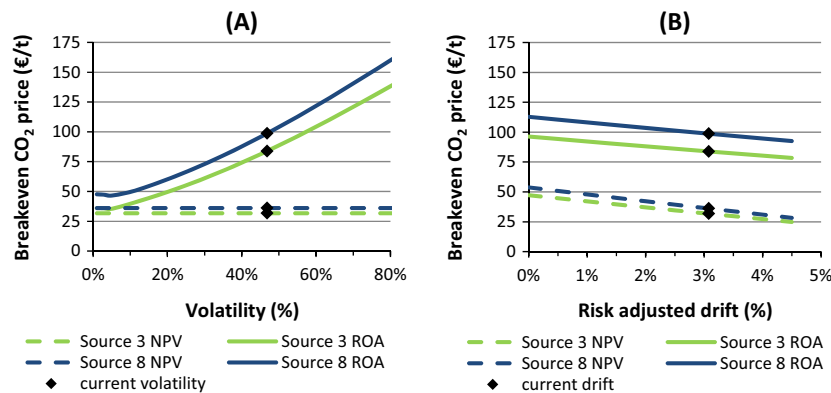 (A)
Breakeven CO₂ price (€/t)
175
150
125
100
75
50
25
0
0% 20% 40% 60% 80%
Volatility (%)
Source 3 NPV Source 3 ROA
Source 8 NPV Source 8 ROA
current volatility
(B)
Breakeven CO₂ price (€/t)
175
150
125
100
75
50
25
0
0% 1% 2% 3% 4% 5%
Risk adjusted drift (%)
Source 3 NPV Source 3 ROA
Source 8 NPV Source 8 ROA
current drift